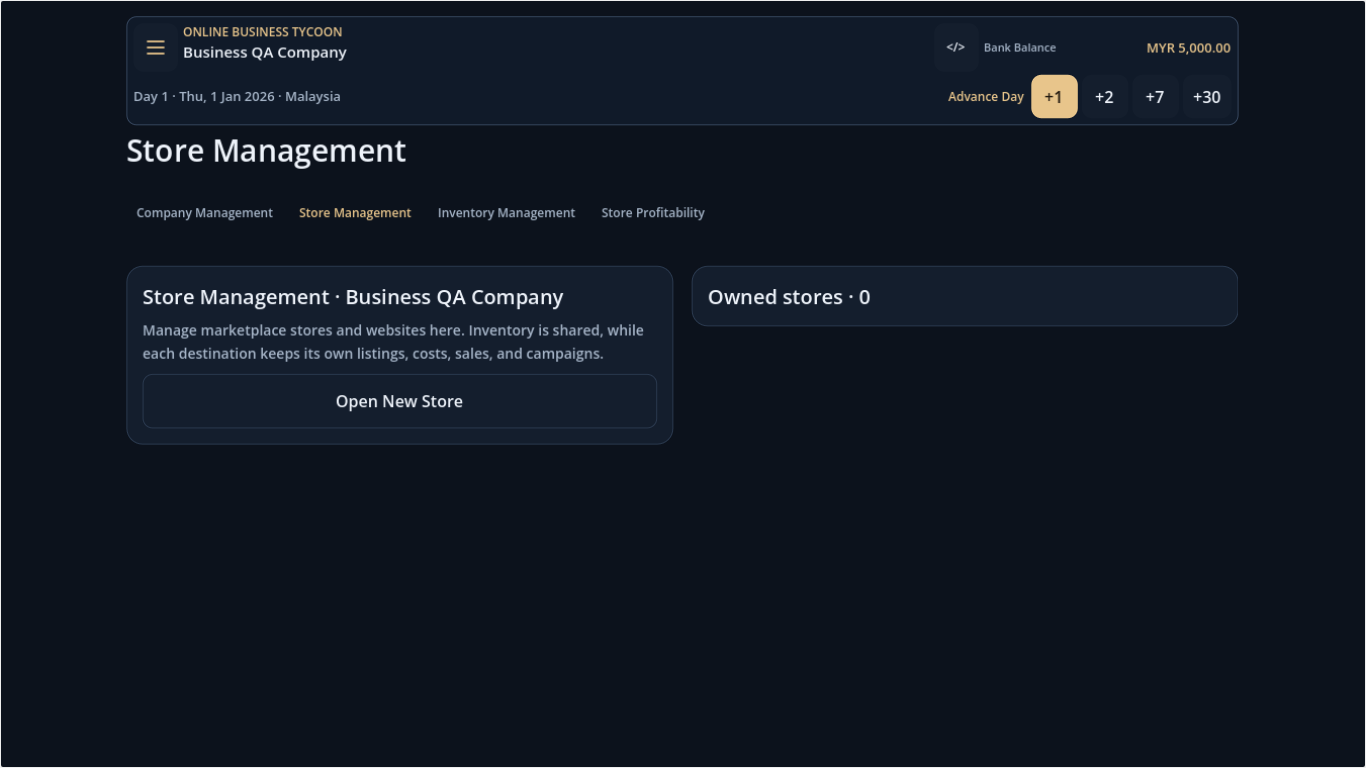 ONLINE BUSINESS TYCOON
Business QA Company
</>
Bank Balance
MYR 5,000.00
Day 1 · Thu, 1 Jan 2026 · Malaysia
Advance Day
+1
+2
+7
+30
Store Management
Company Management
Store Management
Inventory Management
Store Profitability
Store Management · Business QA Company
Manage marketplace stores and websites here. Inventory is shared, while
each destination keeps its own listings, costs, sales, and campaigns.
Open New Store
Owned stores · 0